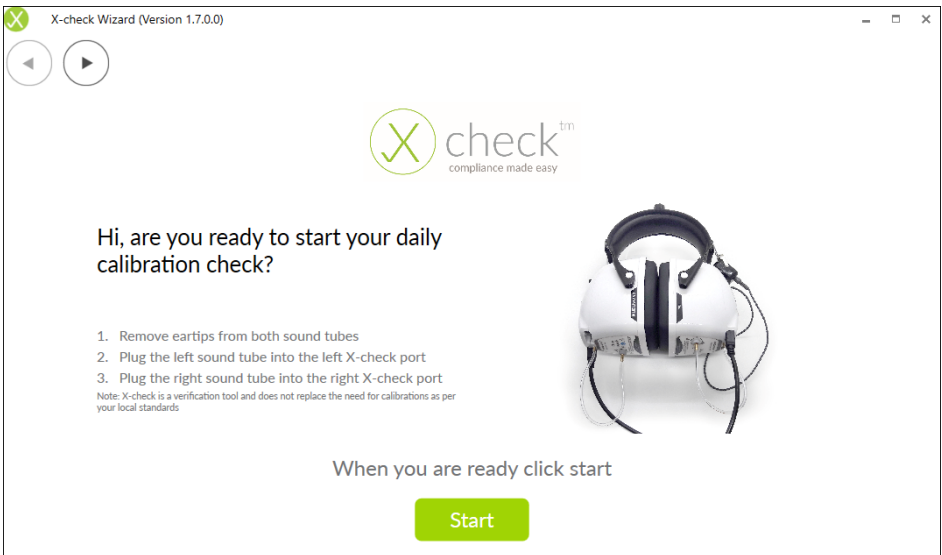 X-check Wizard (Version 1.7.0.0)
check tm
compliance made easy
Hi, are you ready to start your daily
calibration check?
1. Remove eartips from both sound tubes
2. Plug the left sound tube into the left X-check port
3. Plug the right sound tube into the right X-check port
Note: X-check is a verification tool and does not replace the need for calibrations as per
your local standards
When you are ready click start
Start